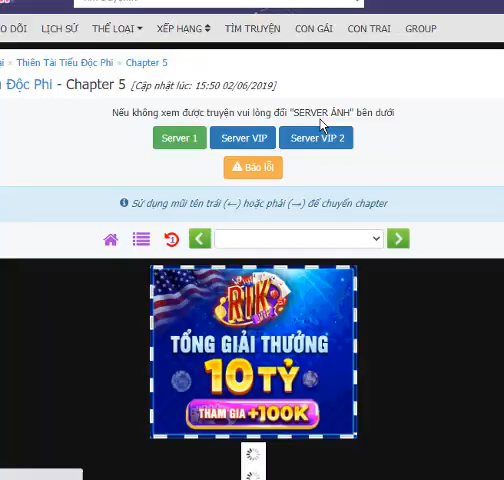 O DÕI LỊCH SỬ THỂ LOẠI XẾP HẠNG TÌM TRUYỆN CON GÁI CON TRAI GROUP
ại » Thiên Tài Tiểu Độc Phi » Chapter 5
u Độc Phi - Chapter 5 [Cập nhật lúc: 15:50 02/06/2019]
Nếu không xem được truyện vui lòng đổi "SERVER ẢNH" bên dưới
Server 1 Server VIP Server VIP 2
Báo lỗi
Sử dụng mũi tên trái (←) hoặc phải (→) để chuyển chapter
RIK
TỔNG GIẢI THƯỞNG
10 TỶ
THAM GIA +100K